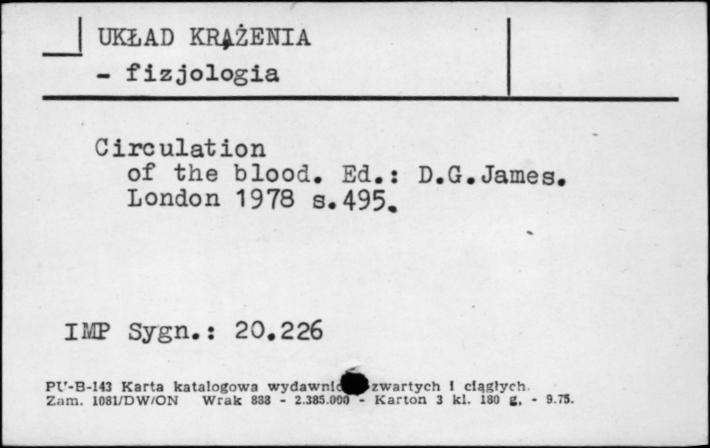 UKŁAD KRĄŻENIA
- fizjologia
Circulation
of the blood. Ed.: D.G.James.
London 1978 s.495.
IMP Sygn.: 20.226
PU-B-143 Karta katalogowa wydawnic zwartych i ciągłych.
Zam. 1081/DW/ON Wrak 888 - 2.385.000 - Karton 3 kl. 180 g, - 9.75.